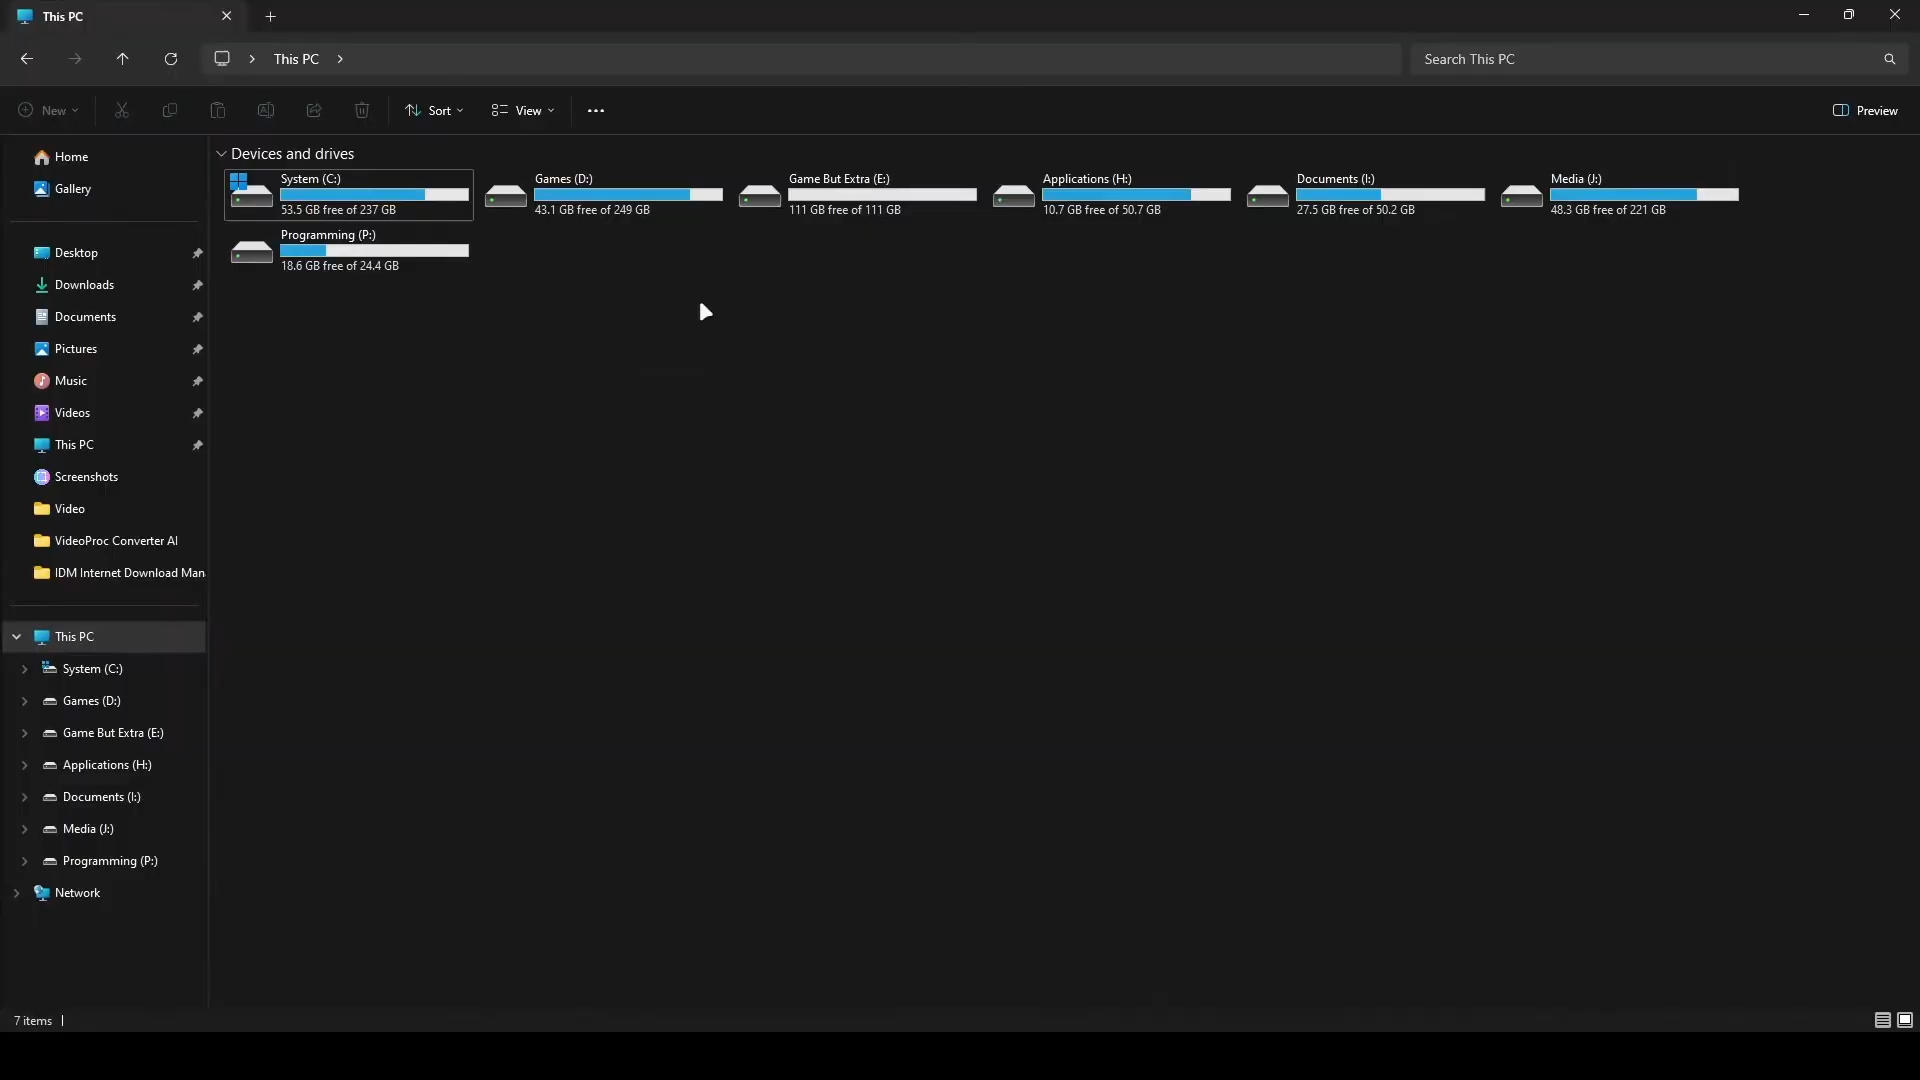 This PC
This PC
Search This PC
New
Sort
View
Preview
Home
Gallery
Desktop
Downloads
Documents
Pictures
Music
Videos
This PC
Screenshots
Video
VideoProc Converter AI
IDM Internet Download Man
This PC
System (C:)
Games (D:)
Game But Extra (E:)
Applications (H:)
Documents (I:)
Media (J:)
Programming (P:)
Network
Devices and drives
System (C:)
53.5 GB free of 237 GB
Games (D:)
43.1 GB free of 249 GB
Game But Extra (E:)
111 GB free of 111 GB
Applications (H:)
10.7 GB free of 50.7 GB
Documents (I:)
27.5 GB free of 50.2 GB
Media (J:)
48.3 GB free of 221 GB
Programming (P:)
18.6 GB free of 24.4 GB
7 items